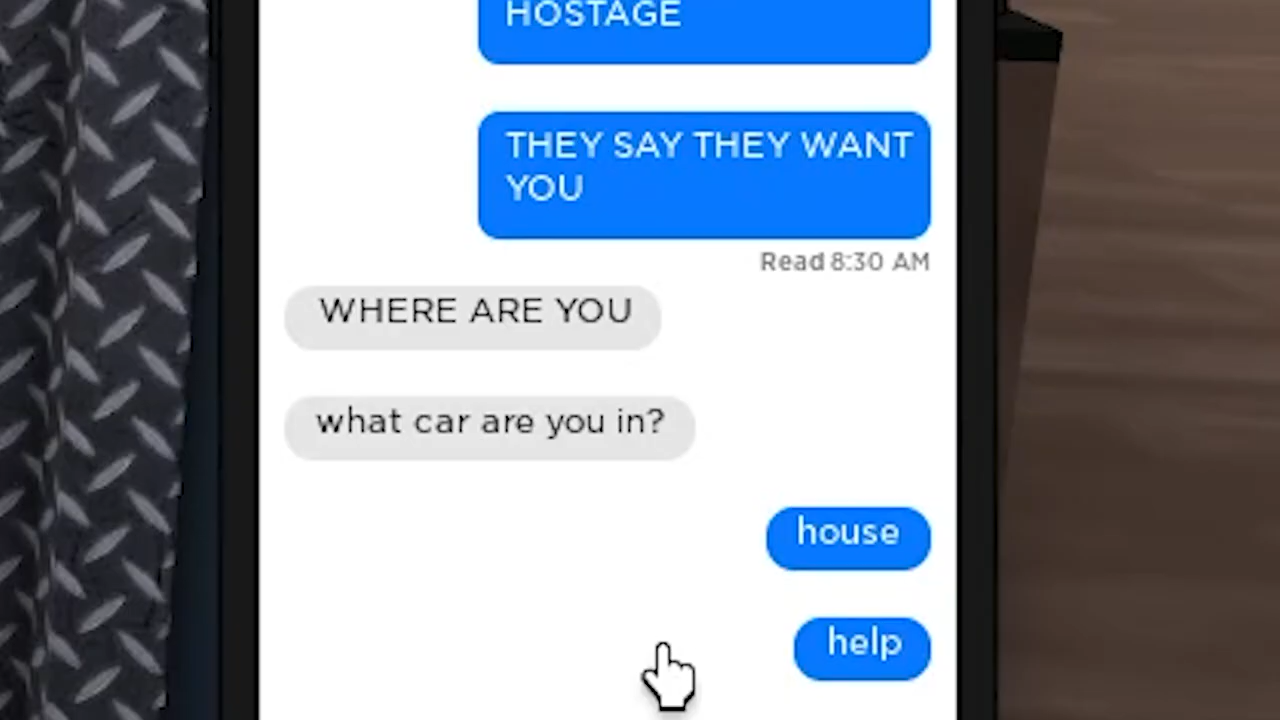 HOSTAGE
THEY SAY THEY WANT
YOU
Read 8:30 AM
WHERE ARE YOU
what car are you in?
house
help